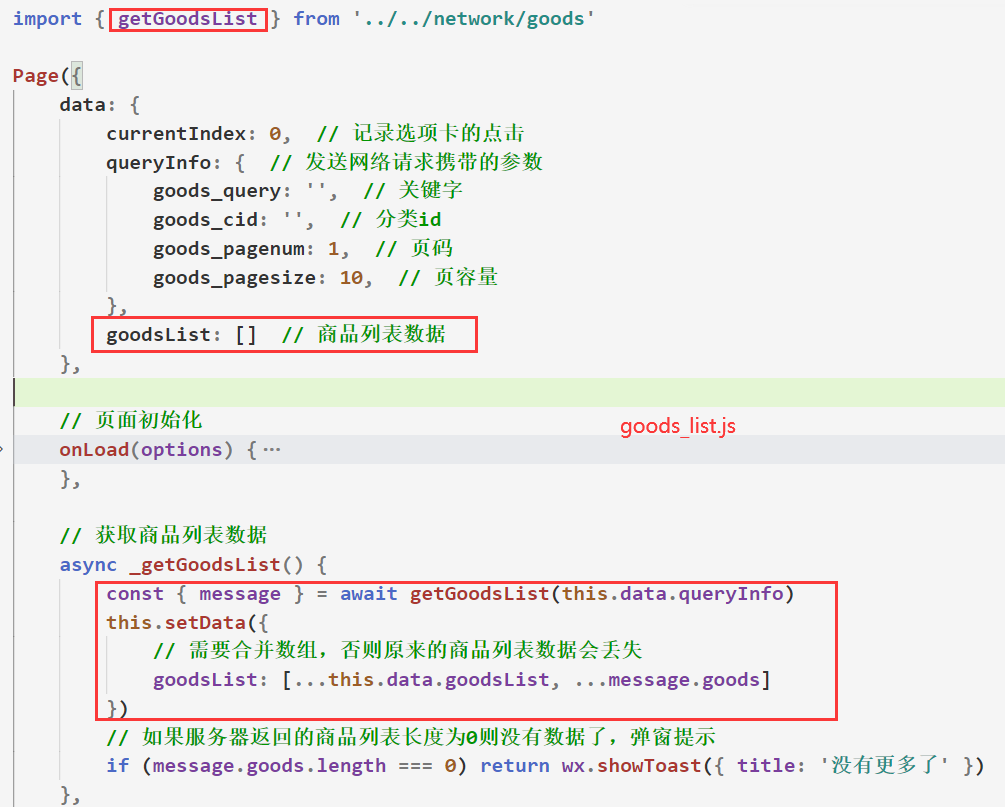 import { getGoodsList } from '../../network/goods'
Page({
data: {
currentIndex: 0,  // 记录选项卡的点击
queryInfo: {  // 发送网络请求携带的参数
goods_query: '',  // 关键字
goods_cid: '',  // 分类id
goods_pagenum: 1,  // 页码
goods_pagesize: 10,  // 页容量
},
goodsList: []  // 商品列表数据
},
// 页面初始化
goods_list.js
onLoad(options) {···
},
// 获取商品列表数据
async _getGoodsList() {
const { message } = await getGoodsList(this.data.queryInfo)
this.setData({
// 需要合并数组，否则原来的商品列表数据会丢失
goodsList: [...this.data.goodsList, ...message.goods]
})
// 如果服务器返回的商品列表长度为0则没有数据了，弹窗提示
if (message.goods.length === 0) return wx.showToast({ title: '没有更多了' })
},